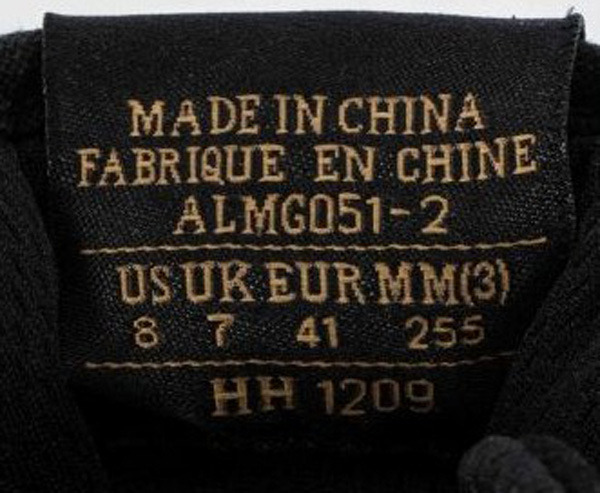 MADE IN CHINA
FABRIQUE EN CHINE
ALMG051-2
US UK EUR MM(3)
8 7 41 255
HH 1209